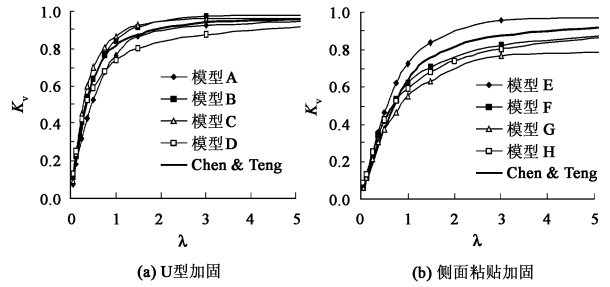 1.0
0.8
0.6
0.4
0.2
0.0
Kv
0 1 2 3 4 5
λ
模型A
模型B
模型C
模型D
Chen & Teng
(a) U型加固
1.0
0.8
0.6
0.4
0.2
0.0
Kv
0 1 2 3 4 5
λ
模型E
模型F
模型G
模型H
Chen & Teng
(b) 侧面粘贴加固